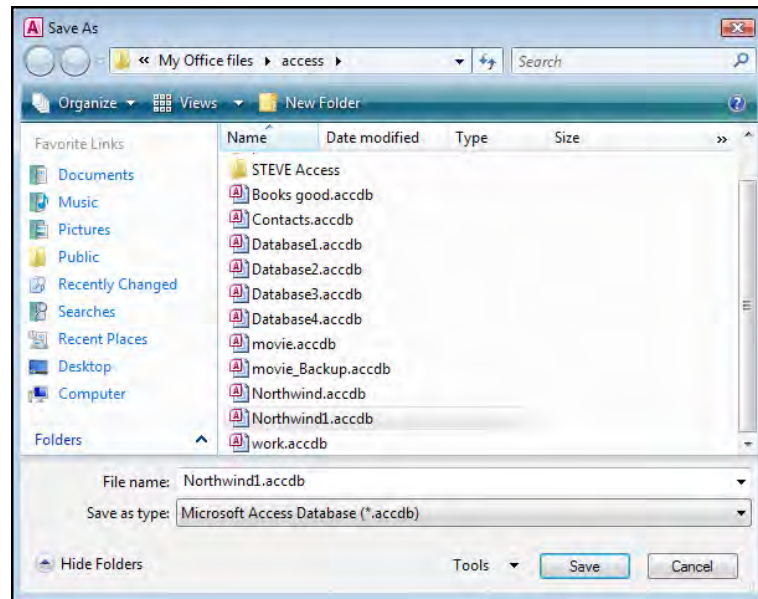 A Save As
« My Office files access Search
Organize Views New Folder ?
Favorite Links
Documents
Music
Pictures
Public
Recently Changed
Searches
Recent Places
Desktop
Computer
Folders
Name Date modified Type Size »
STEVE Access
Books good.accdb
Contacts.accdb
Database1.accdb
Database2.accdb
Database3.accdb
Database4.accdb
movie.accdb
movie_Backup.accdb
Northwind.accdb
Northwind1.accdb
work.accdb
File name: Northwind1.accdb
Save as type: Microsoft Access Database (*.accdb)
Hide Folders Tools Save Cancel